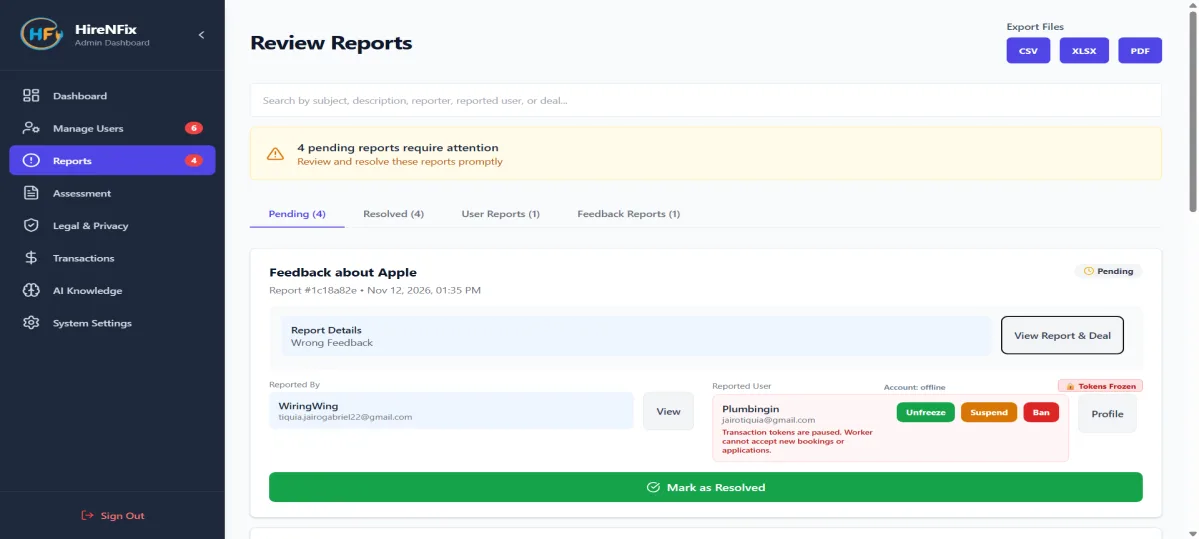 HF
HireNFix
Admin Dashboard
Dashboard
Manage Users 6
Reports 4
Assessment
Legal & Privacy
Transactions
AI Knowledge
System Settings
Sign Out
Review Reports
Export Files
CSV XLSX PDF
Search by subject, description, reporter, reported user, or deal...
4 pending reports require attention
Review and resolve these reports promptly
Pending (4) Resolved (4) User Reports (1) Feedback Reports (1)
Feedback about Apple
Pending
Report #1c18a82e • Nov 12, 2026, 01:35 PM
Report Details
Wrong Feedback
View Report & Deal
Reported By
WiringWing
tiquia.jairogabriel22@gmail.com
View
Reported User
Account: offline
Tokens Frozen
Plumbingin
jairotiquia@gmail.com
Transaction tokens are paused. Worker
cannot accept new bookings or
applications.
Unfreeze Suspend Ban
Profile
Mark as Resolved